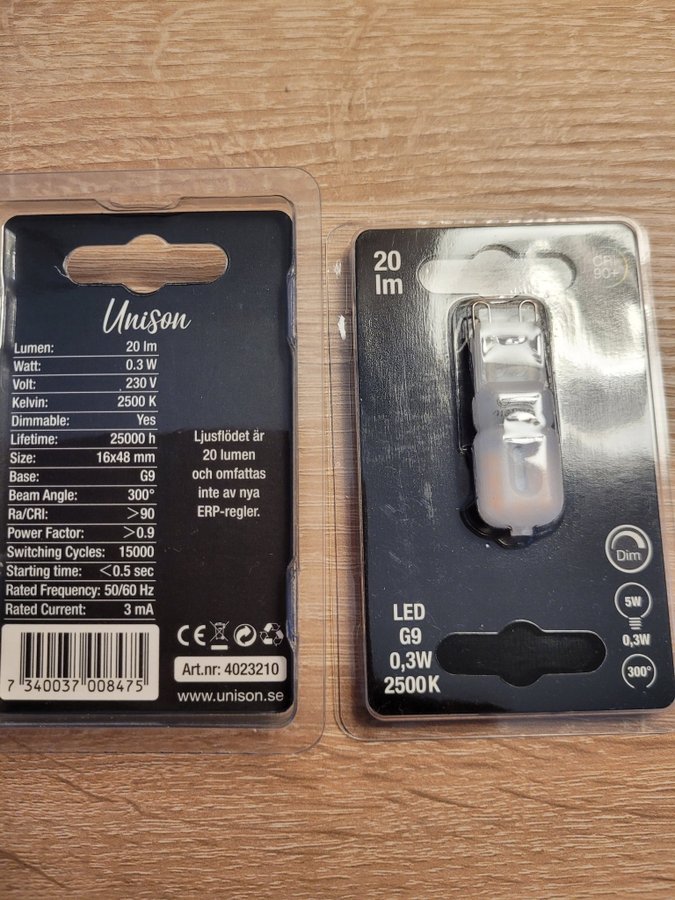 Unison
Lumen: 20 lm
Watt: 0.3 W
Volt: 230 V
Kelvin: 2500 K
Dimmable: Yes
Lifetime: 25000 h
Size: 16x48 mm
Base: G9
Beam Angle: 300°
Ra/CRI: >90
Power Factor: >0.9
Switching Cycles: 15000
Starting time: <0.5 sec
Rated Frequency: 50/60 Hz
Rated Current: 3 mA
Ljusflödet är
20 lumen
och omfattas
inte av nya
ERP-regler.
CE
Art.nr: 4023210
www.unison.se
7 340037 008475
20
lm
CRI
90+
Dim
5W
0,3W
300°
LED
G9
0,3W
2500K